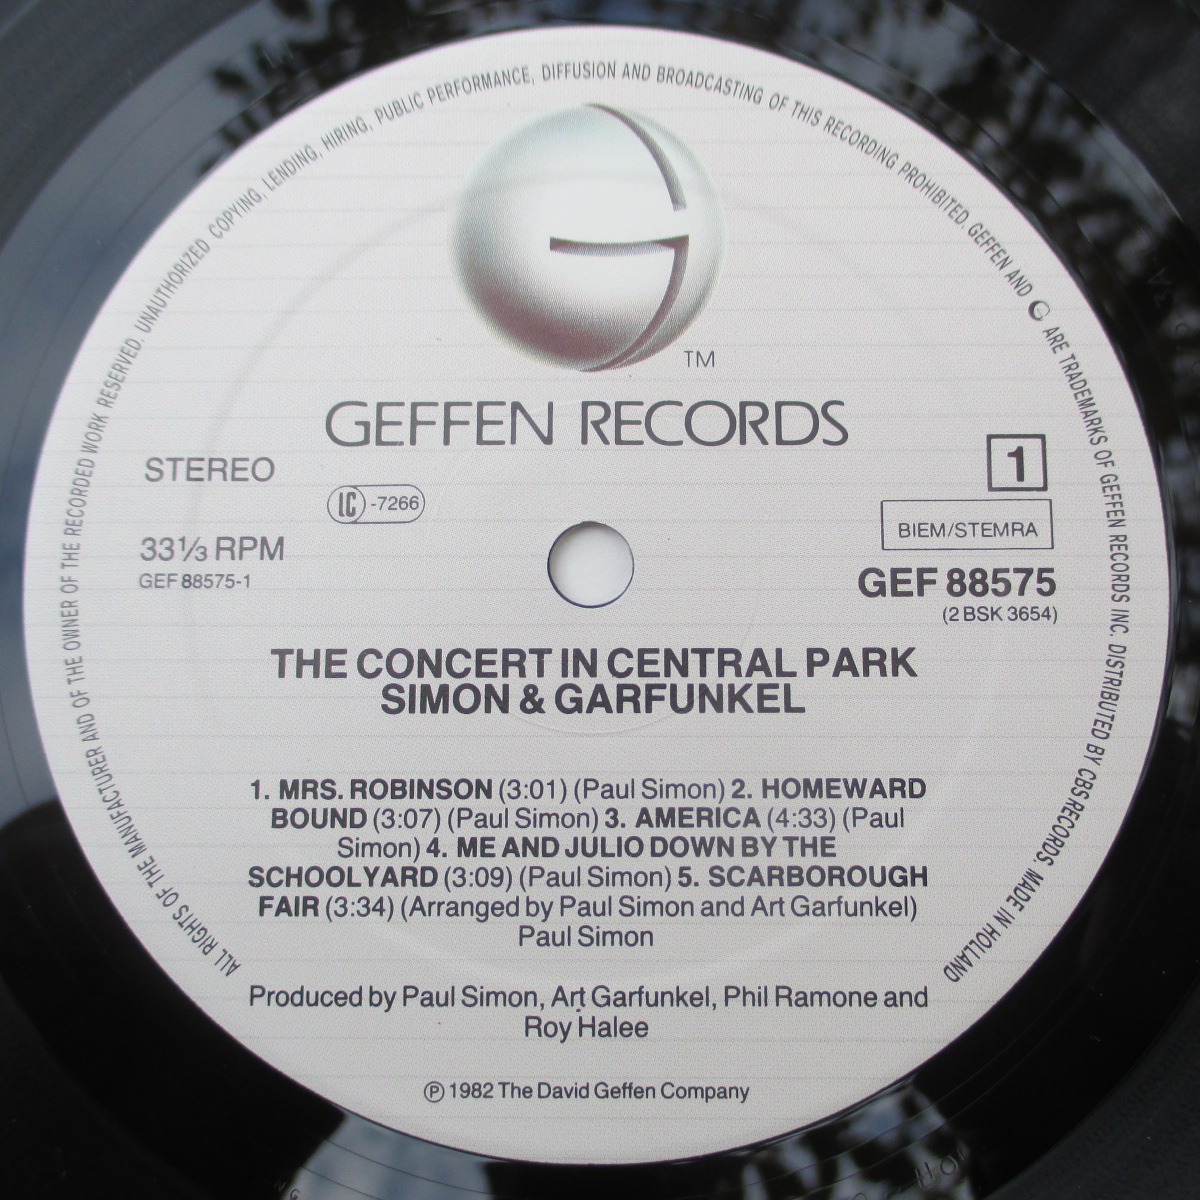 ALL RIGHTS OF THE MANUFACTURER AND OF THE OWNER OF THE RECORDED WORK RESERVED. UNAUTHORIZED COPYING, LENDING, HIRING, PUBLIC PERFORMANCE, DIFFUSION AND BROADCASTING OF THIS RECORDING PROHIBITED. GEFFEN AND G ARE TRADEMARKS OF GEFFEN RECORDS INC. DISTRIBUTED BY CBS RECORDS. MADE IN HOLLAND
TM
GEFFEN RECORDS
STEREO
1
LC -7266
BIEM/STEMRA
33⅓ RPM
GEF 88575-1
GEF 88575
(2 BSK 3654)
THE CONCERT IN CENTRAL PARK
SIMON & GARFUNKEL
1. MRS. ROBINSON (3:01) (Paul Simon) 2. HOMEWARD
BOUND (3:07) (Paul Simon) 3. AMERICA (4:33) (Paul
Simon) 4. ME AND JULIO DOWN BY THE
SCHOOLYARD (3:09) (Paul Simon) 5. SCARBOROUGH
FAIR (3:34) (Arranged by Paul Simon and Art Garfunkel)
Paul Simon
Produced by Paul Simon, Art Garfunkel, Phil Ramone and
Roy Halee
℗ 1982 The David Geffen Company